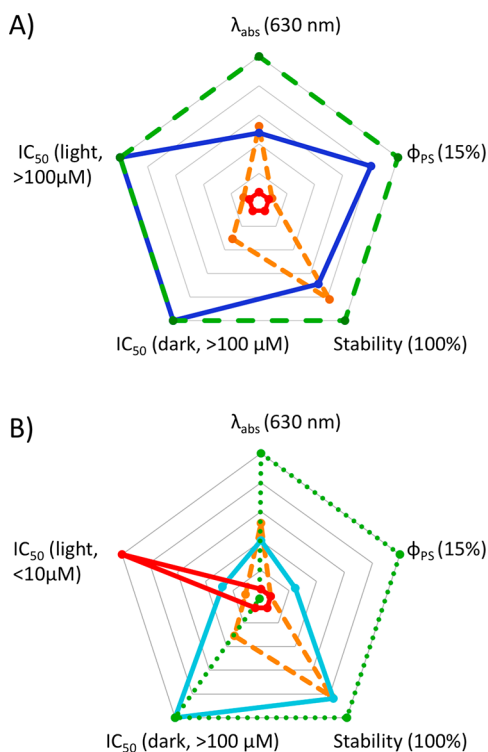 A)
λabs (630 nm)
IC50 (light,
>100μM)
ϕPS (15%)
IC50 (dark, >100 μM)
Stability (100%)
B)
λabs (630 nm)
IC50 (light,
<10μM)
ϕPS (15%)
IC50 (dark, >100 μM)
Stability (100%)